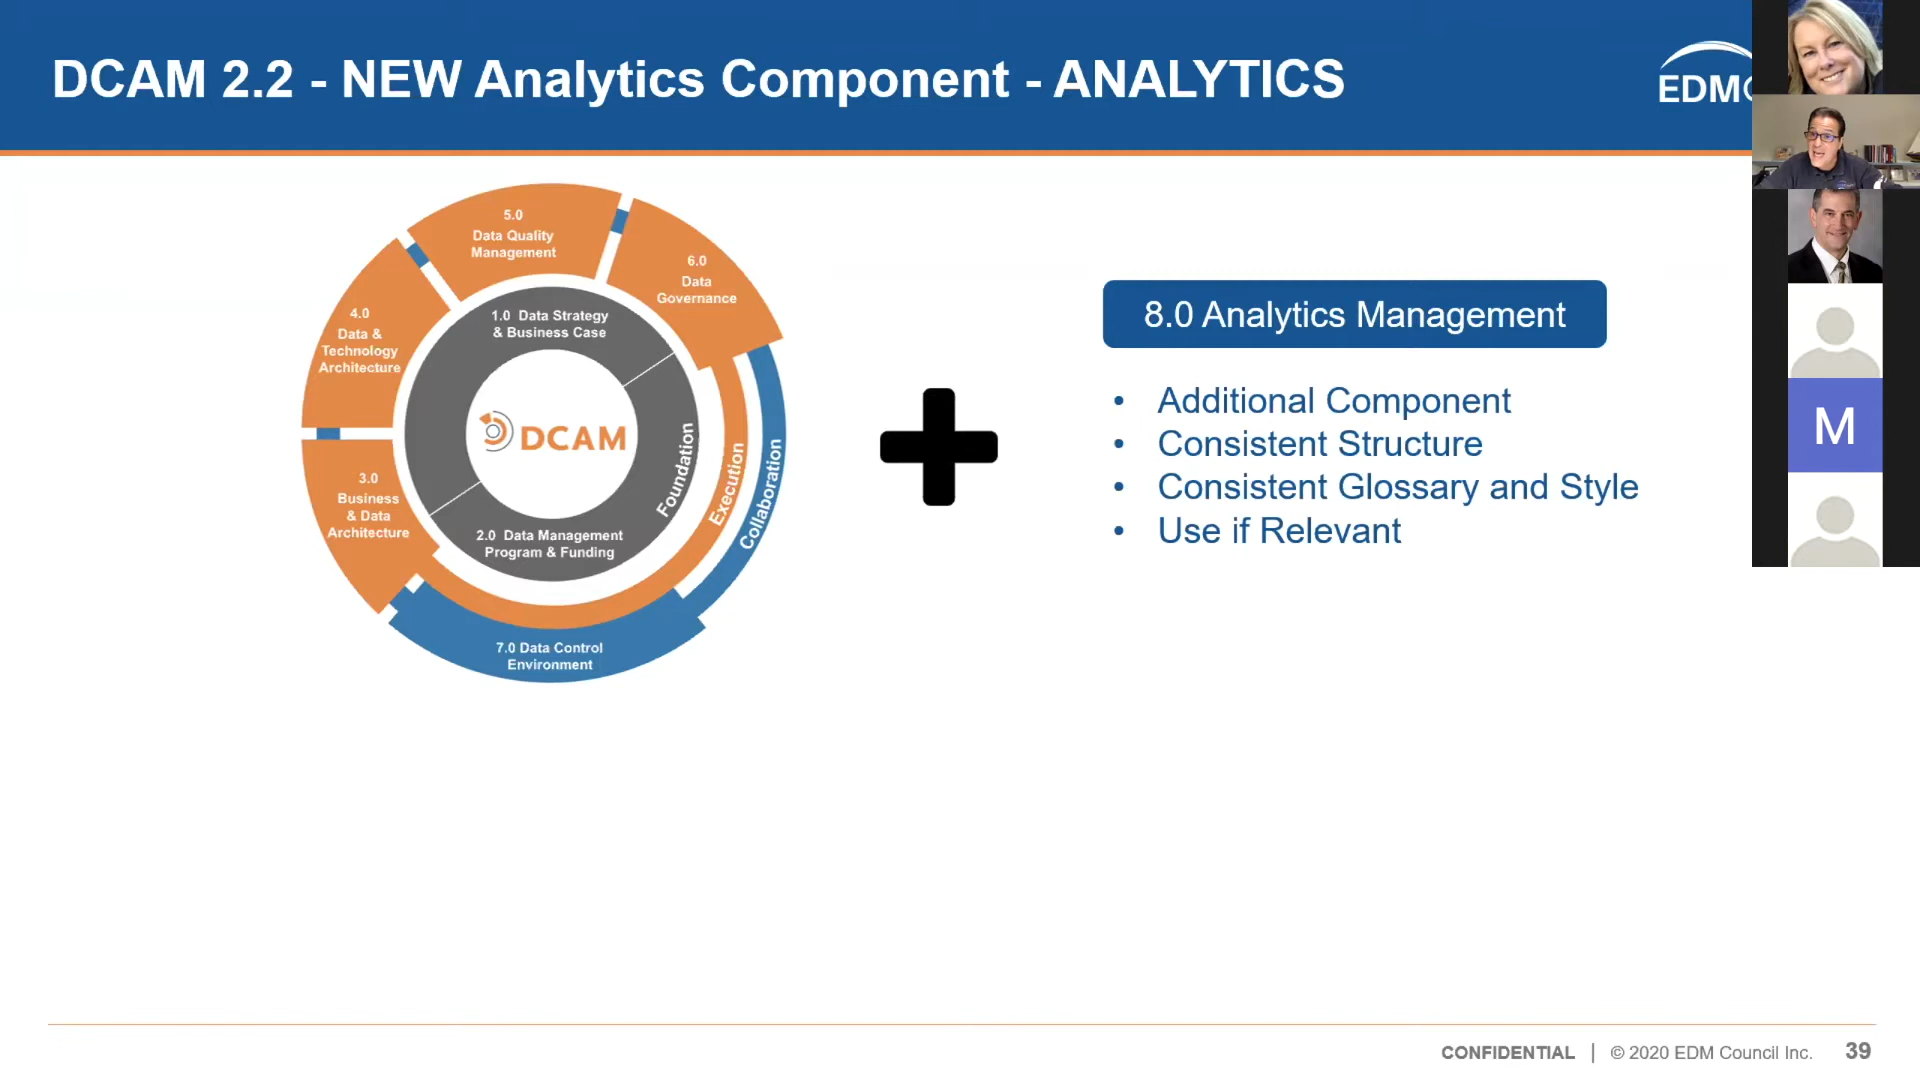 DCAM 2.2 - NEW Analytics Component - ANALYTICS
EDMC
5.0
Data Quality
Management
6.0
Data
Governance
4.0
Data &
Technology
Architecture
1.0 Data Strategy
& Business Case
DCAM
Foundation
Execution
Collaboration
3.0
Business
& Data
Architecture
2.0 Data Management
Program & Funding
7.0 Data Control
Environment
8.0 Analytics Management
• Additional Component
• Consistent Structure
• Consistent Glossary and Style
• Use if Relevant
M
CONFIDENTIAL | © 2020 EDM Council Inc. 39